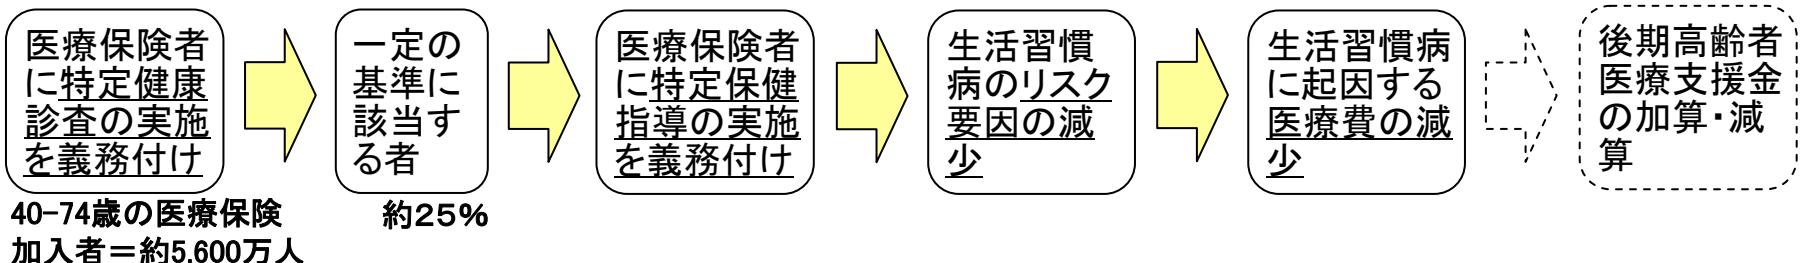 医療保険者
に特定健康
診査の実施
を義務付け
一定の
基準に
該当す
る者
医療保険者
に特定保健
指導の実施
を義務付け
生活習慣
病のリスク
要因の減
少
生活習慣病
に起因する
医療費の減
少
後期高齢者
医療支援金
の加算・減
算
40-74歳の医療保険
加入者＝約5,600万人
約２５％